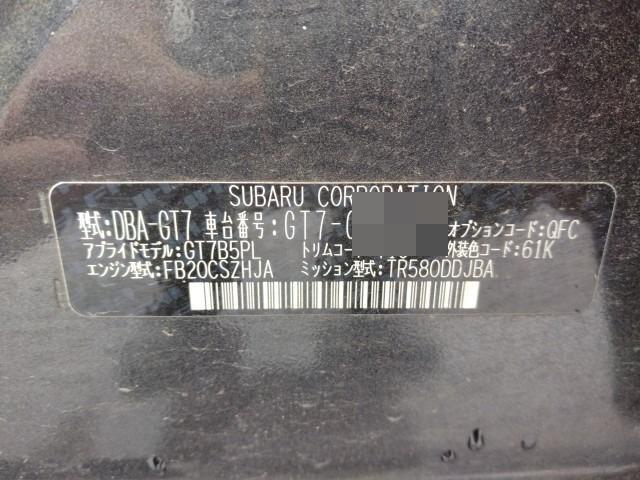 SUBARU CORPORATION
型式:DBA-GT7 車台番号:GT7- オプションコード:QFC
アプライドモデル:GT7B5PL トリムコー 外装色コード:61K
エンジン型式:FB20CSZHJA ミッション型式:TR580DDJBA